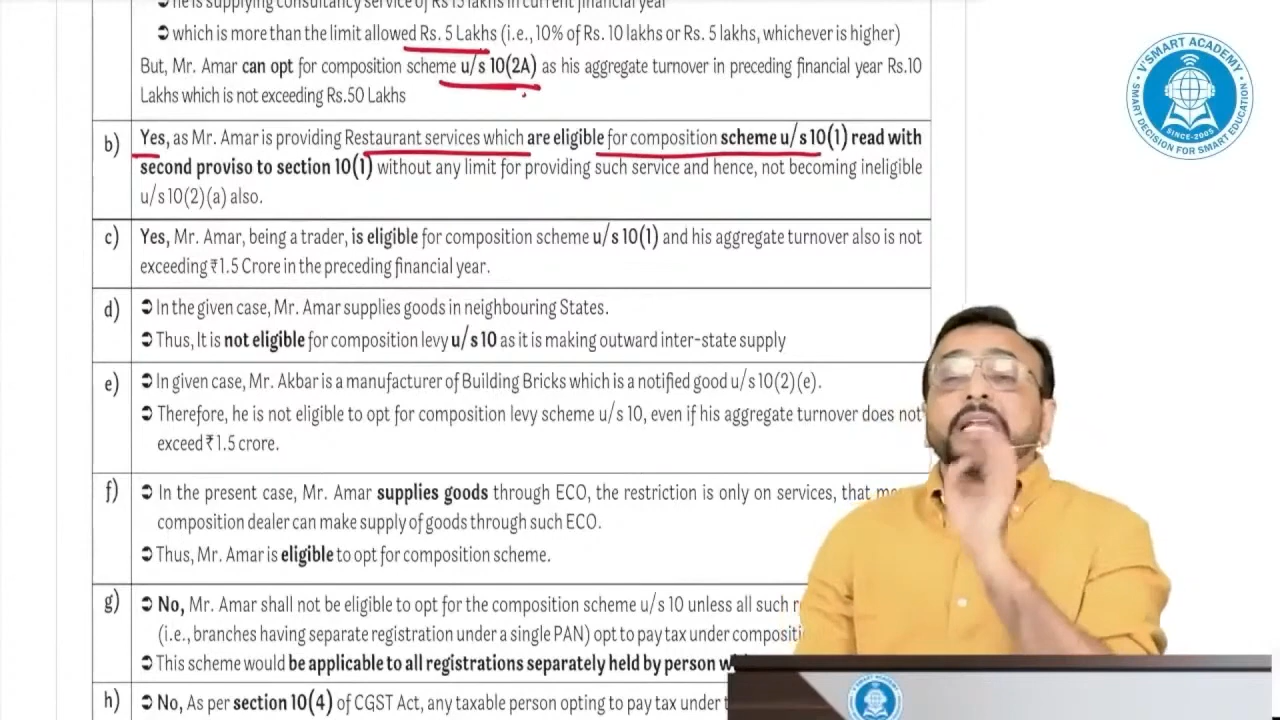 he is supplying consultancy service of Rs 15 lakhs in current financial year
➲ which is more than the limit allowed Rs. 5 Lakhs (i.e., 10% of Rs. 10 lakhs or Rs. 5 lakhs, whichever is higher)
But, Mr. Amar can opt for composition scheme u/s 10(2A) as his aggregate turnover in preceding financial year Rs.10
Lakhs which is not exceeding Rs.50 Lakhs
b) Yes, as Mr. Amar is providing Restaurant services which are eligible for composition scheme u/s 10(1) read with
second proviso to section 10(1) without any limit for providing such service and hence, not becoming ineligible
u/s 10(2)(a) also.
c) Yes, Mr. Amar, being a trader, is eligible for composition scheme u/s 10(1) and his aggregate turnover also is not
exceeding ₹1.5 Crore in the preceding financial year.
d) ➲ In the given case, Mr. Amar supplies goods in neighbouring States.
➲ Thus, It is not eligible for composition levy u/s 10 as it is making outward inter-state supply
e) ➲ In given case, Mr. Akbar is a manufacturer of Building Bricks which is a notified good u/s 10(2)(e).
➲ Therefore, he is not eligible to opt for composition levy scheme u/s 10, even if his aggregate turnover does not
exceed ₹1.5 crore.
f) ➲ In the present case, Mr. Amar supplies goods through ECO, the restriction is only on services, that
composition dealer can make supply of goods through such ECO.
➲ Thus, Mr. Amar is eligible to opt for composition scheme.
g) ➲ No, Mr. Amar shall not be eligible to opt for the composition scheme u/s 10 unless all such
(i.e., branches having separate registration under a single PAN) opt to pay tax under
➲ This scheme would be applicable to all registrations separately held by person
h) ➲ No, As per section 10(4) of CGST Act, any taxable person opting to pay tax under
V'SMART ACADEMY
SINCE-2005
SMART DECISION FOR SMART EDUCATION